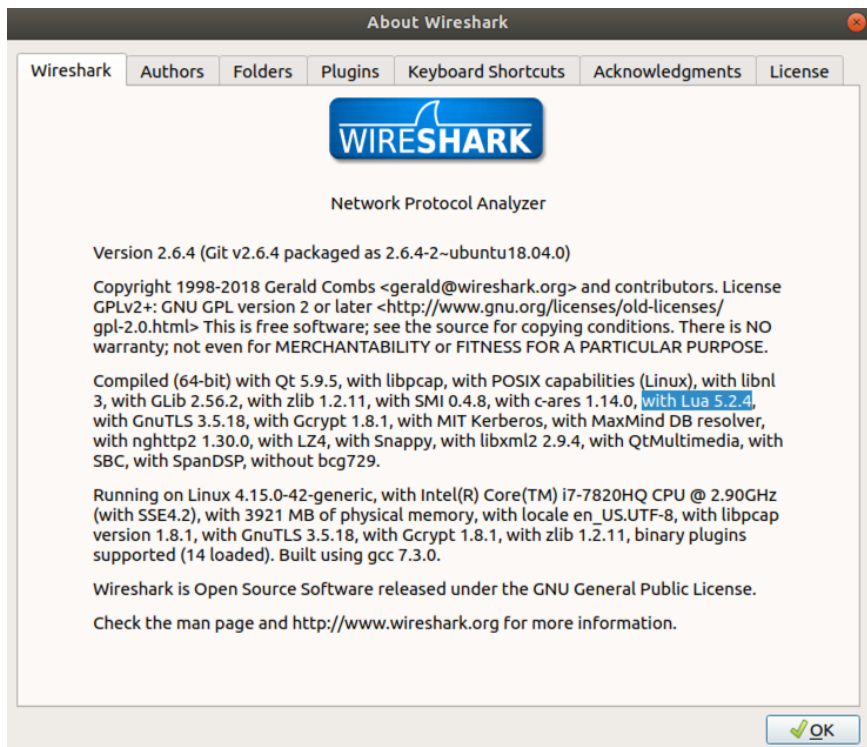 About Wireshark
Wireshark Authors Folders Plugins Keyboard Shortcuts Acknowledgments License
WIRESHARK
Network Protocol Analyzer
Version 2.6.4 (Git v2.6.4 packaged as 2.6.4-2~ubuntu18.04.0)
Copyright 1998-2018 Gerald Combs <gerald@wireshark.org> and contributors. License
GPLv2+: GNU GPL version 2 or later <http://www.gnu.org/licenses/old-licenses/
gpl-2.0.html> This is free software; see the source for copying conditions. There is NO
warranty; not even for MERCHANTABILITY or FITNESS FOR A PARTICULAR PURPOSE.
Compiled (64-bit) with Qt 5.9.5, with libpcap, with POSIX capabilities (Linux), with libnl
3, with GLib 2.56.2, with zlib 1.2.11, with SMI 0.4.8, with c-ares 1.14.0, with Lua 5.2.4,
with GnuTLS 3.5.18, with Gcrypt 1.8.1, with MIT Kerberos, with MaxMind DB resolver,
with nghttp2 1.30.0, with LZ4, with Snappy, with libxml2 2.9.4, with QtMultimedia, with
SBC, with SpanDSP, without bcg729.
Running on Linux 4.15.0-42-generic, with Intel(R) Core(TM) i7-7820HQ CPU @ 2.90GHz
(with SSE4.2), with 3921 MB of physical memory, with locale en_US.UTF-8, with libpcap
version 1.8.1, with GnuTLS 3.5.18, with Gcrypt 1.8.1, with zlib 1.2.11, binary plugins
supported (14 loaded). Built using gcc 7.3.0.
Wireshark is Open Source Software released under the GNU General Public License.
Check the man page and http://www.wireshark.org for more information.
OK